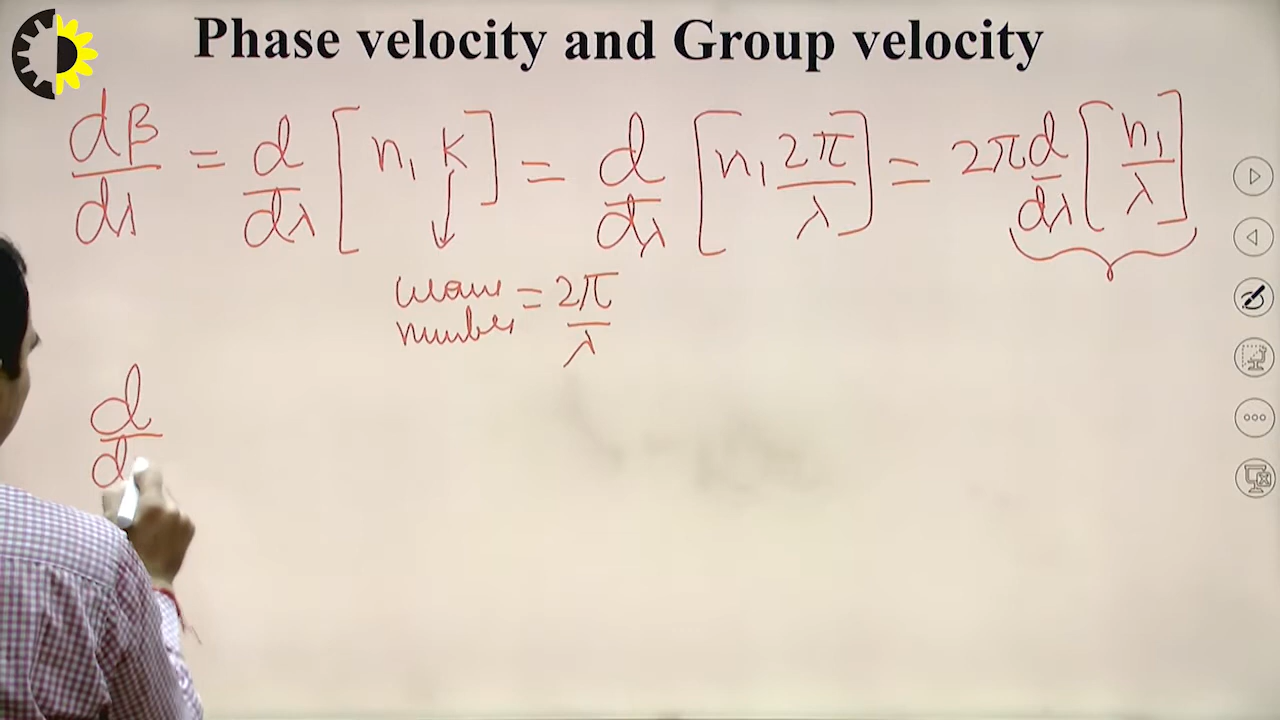 Phase velocity and Group velocity
dβ/dλ = d/dλ [n₁ k] = d/dλ [n₁ 2π/λ] = 2π d/dλ [n₁/λ]
wave number = 2π/λ
d/d